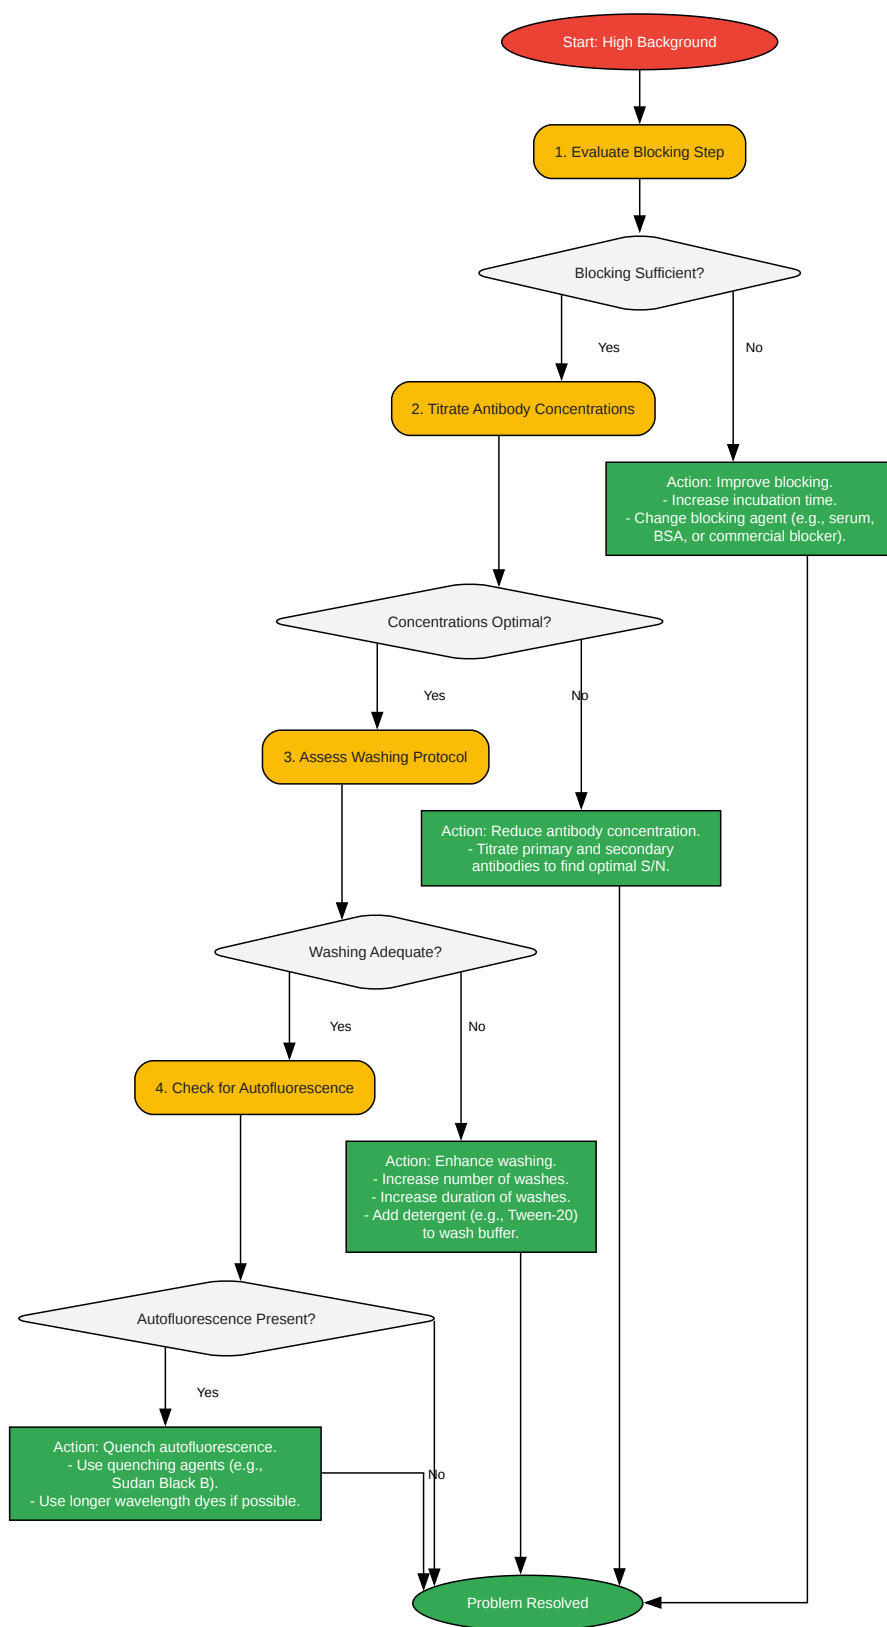 Start: High Background
1. Evaluate Blocking Step
Blocking Sufficient?
Yes
No
2. Titrate Antibody Concentrations
Action: Improve blocking.
- Increase incubation time.
- Change blocking agent (e.g., serum,
BSA, or commercial blocker).
Concentrations Optimal?
Yes
No
3. Assess Washing Protocol
Action: Reduce antibody concentration.
- Titrate primary and secondary
antibodies to find optimal S/N.
Washing Adequate?
Yes
No
4. Check for Autofluorescence
Action: Enhance washing.
- Increase number of washes.
- Increase duration of washes.
- Add detergent (e.g., Tween-20)
to wash buffer.
Autofluorescence Present?
Yes
Action: Quench autofluorescence.
- Use quenching agents (e.g.,
Sudan Black B).
- Use longer wavelength dyes if possible.
No
Problem Resolved